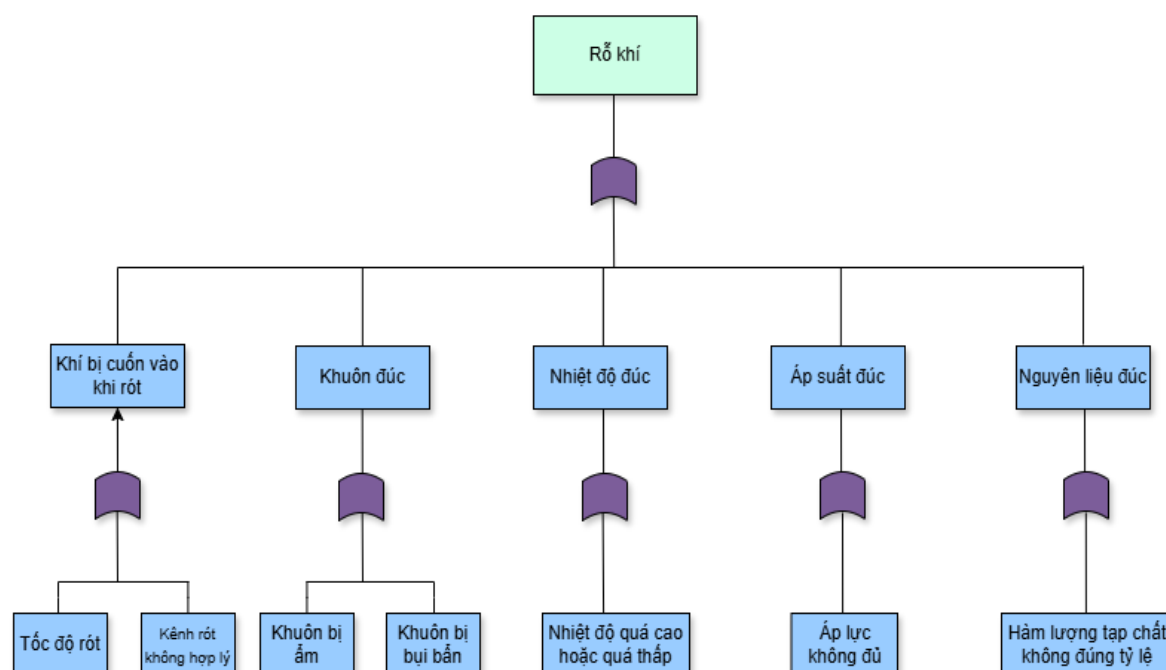 Rỗ khí
Khí bị cuốn vào
khi rót
Khuôn đúc
Nhiệt độ đúc
Áp suất đúc
Nguyên liệu đúc
Tốc độ rót
Kênh rót
không hợp lý
Khuôn bị
ẩm
Khuôn bị
bụi bẩn
Nhiệt độ quá cao
hoặc quá thấp
Áp lực
không đủ
Hàm lượng tạp chất
không đúng tỷ lệ